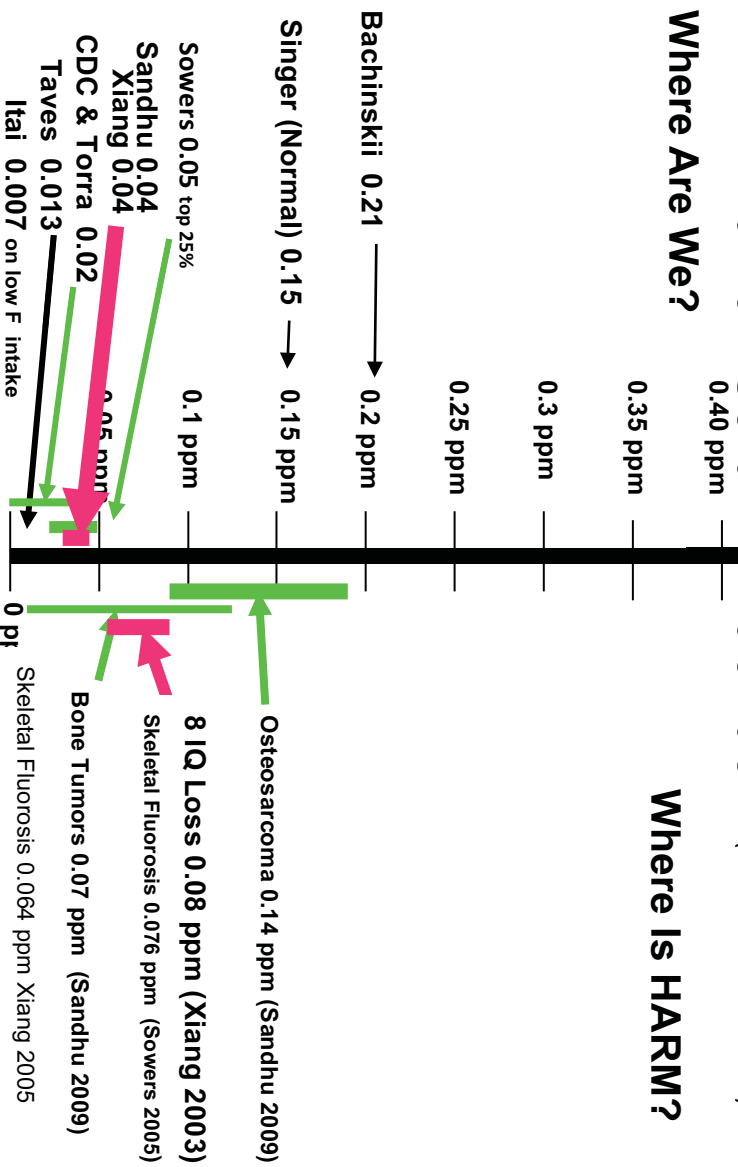 Where Are We?
Where Is HARM?
Bachinskii 0.21
Singer (Normal) 0.15
Sowers 0.05 top 25%
Sandhu 0.04
Xiang 0.04
CDC & Torra 0.02
Taves 0.013
Itai 0.007 on low F intake
0.40 ppm
0.35 ppm
0.3 ppm
0.25 ppm
0.2 ppm
0.15 ppm
0.1 ppm
0.05 ppm
Osteosarcoma 0.14 ppm (Sandhu 2009)
8 IQ Loss 0.08 ppm (Xiang 2003)
Skeletal Fluorosis 0.076 ppm (Sowers 2005)
Bone Tumors 0.07 ppm (Sandhu 2009)
Skeletal Fluorosis 0.064 ppm Xiang 2005